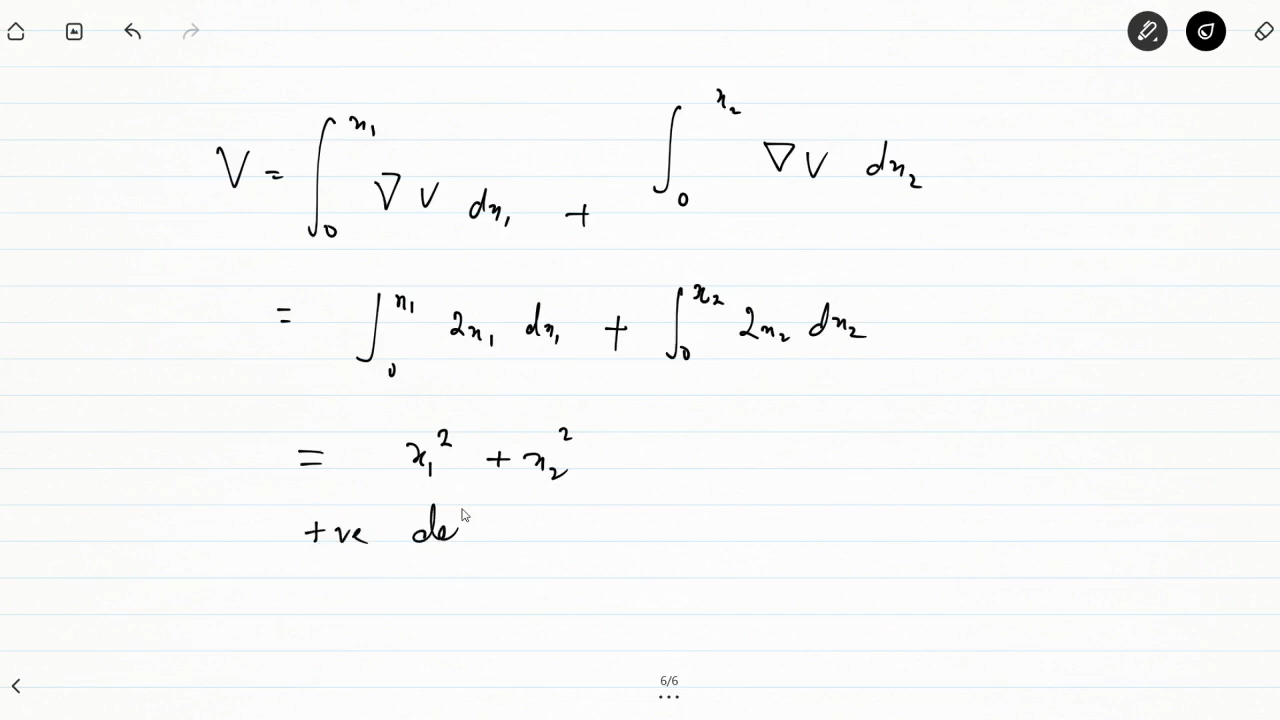 V = ∫₀^{x₁} ∇V dx₁ + ∫₀^{x₂} ∇V dx₂
= ∫₀^{x₁} 2x₁ dx₁ + ∫₀^{x₂} 2x₂ dx₂
= x₁² + x₂²
+ve de
6/6